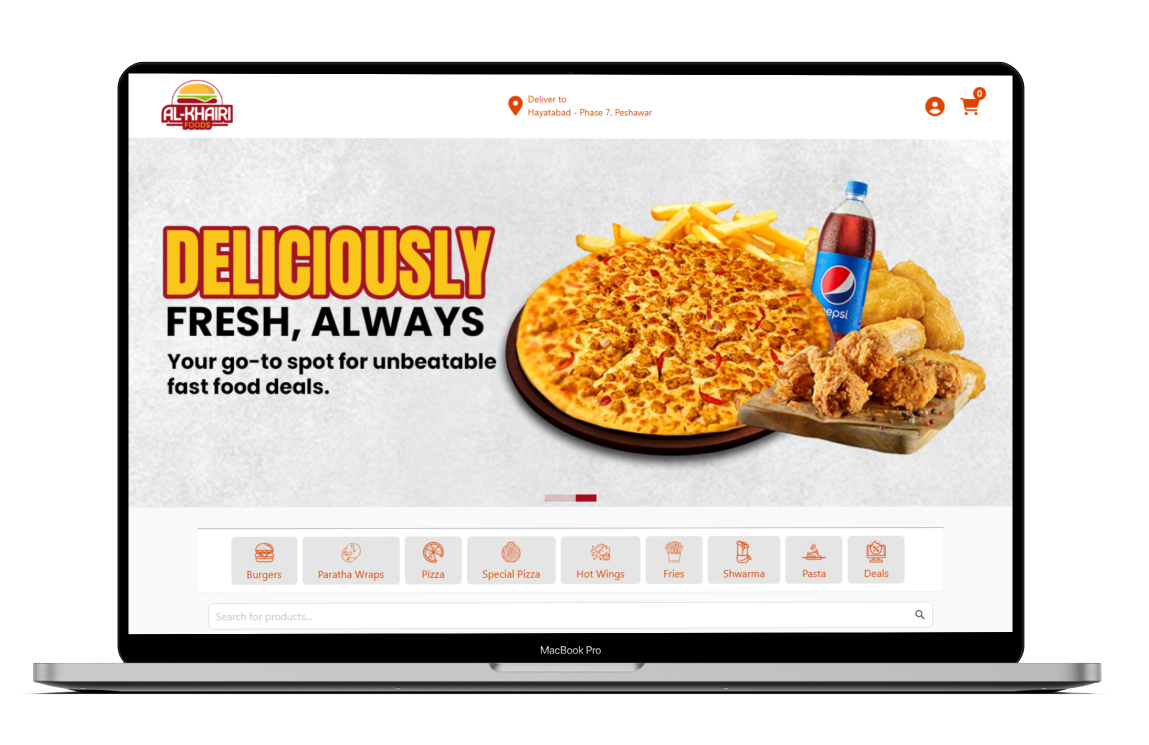 AL-KHAIRI
FOODS
Deliver to
Hayatabad - Phase 7, Peshawar
0
DELICIOUSLY
FRESH, ALWAYS
Your go-to spot for unbeatable
fast food deals.
epsi
Burgers
Paratha Wraps
Pizza
Special Pizza
Hot Wings
Fries
Shwarma
Pasta
Deals
Search for products...
MacBook Pro